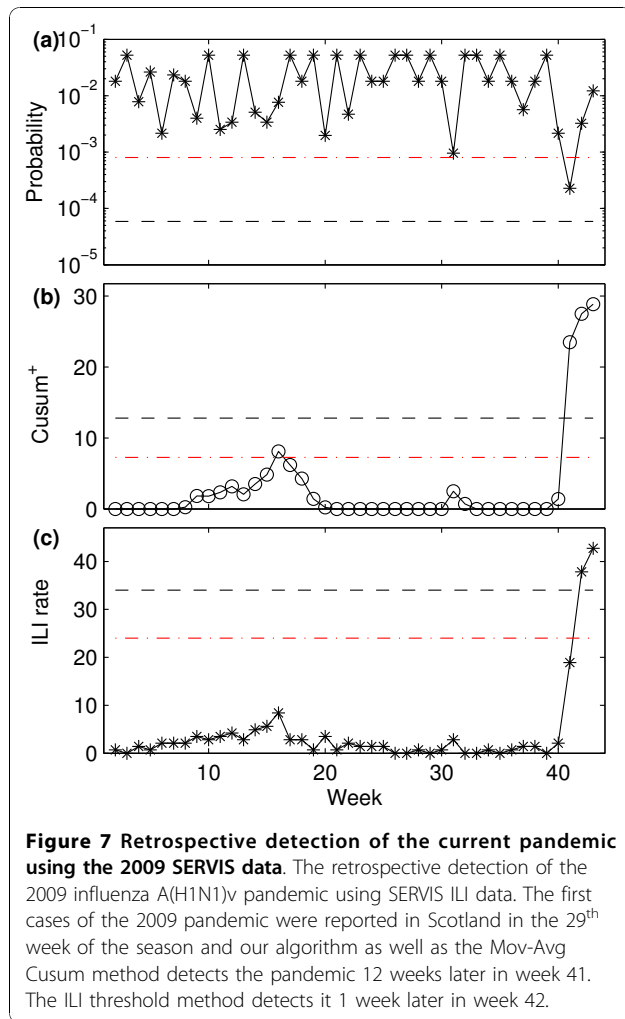 (a)
10⁻¹
10⁻²
10⁻³
10⁻⁴
10⁻⁵
Probability
(b)
30
20
10
0
Cusum⁺
(c)
40
30
20
10
0
ILI rate
10 20 30 40
Week
Figure 7 Retrospective detection of the current pandemic
using the 2009 SERVIS data. The retrospective detection of the
2009 influenza A(H1N1)v pandemic using SERVIS ILI data. The first
cases of the 2009 pandemic were reported in Scotland in the 29th
week of the season and our algorithm as well as the Mov-Avg
Cusum method detects the pandemic 12 weeks later in week 41.
The ILI threshold method detects it 1 week later in week 42.